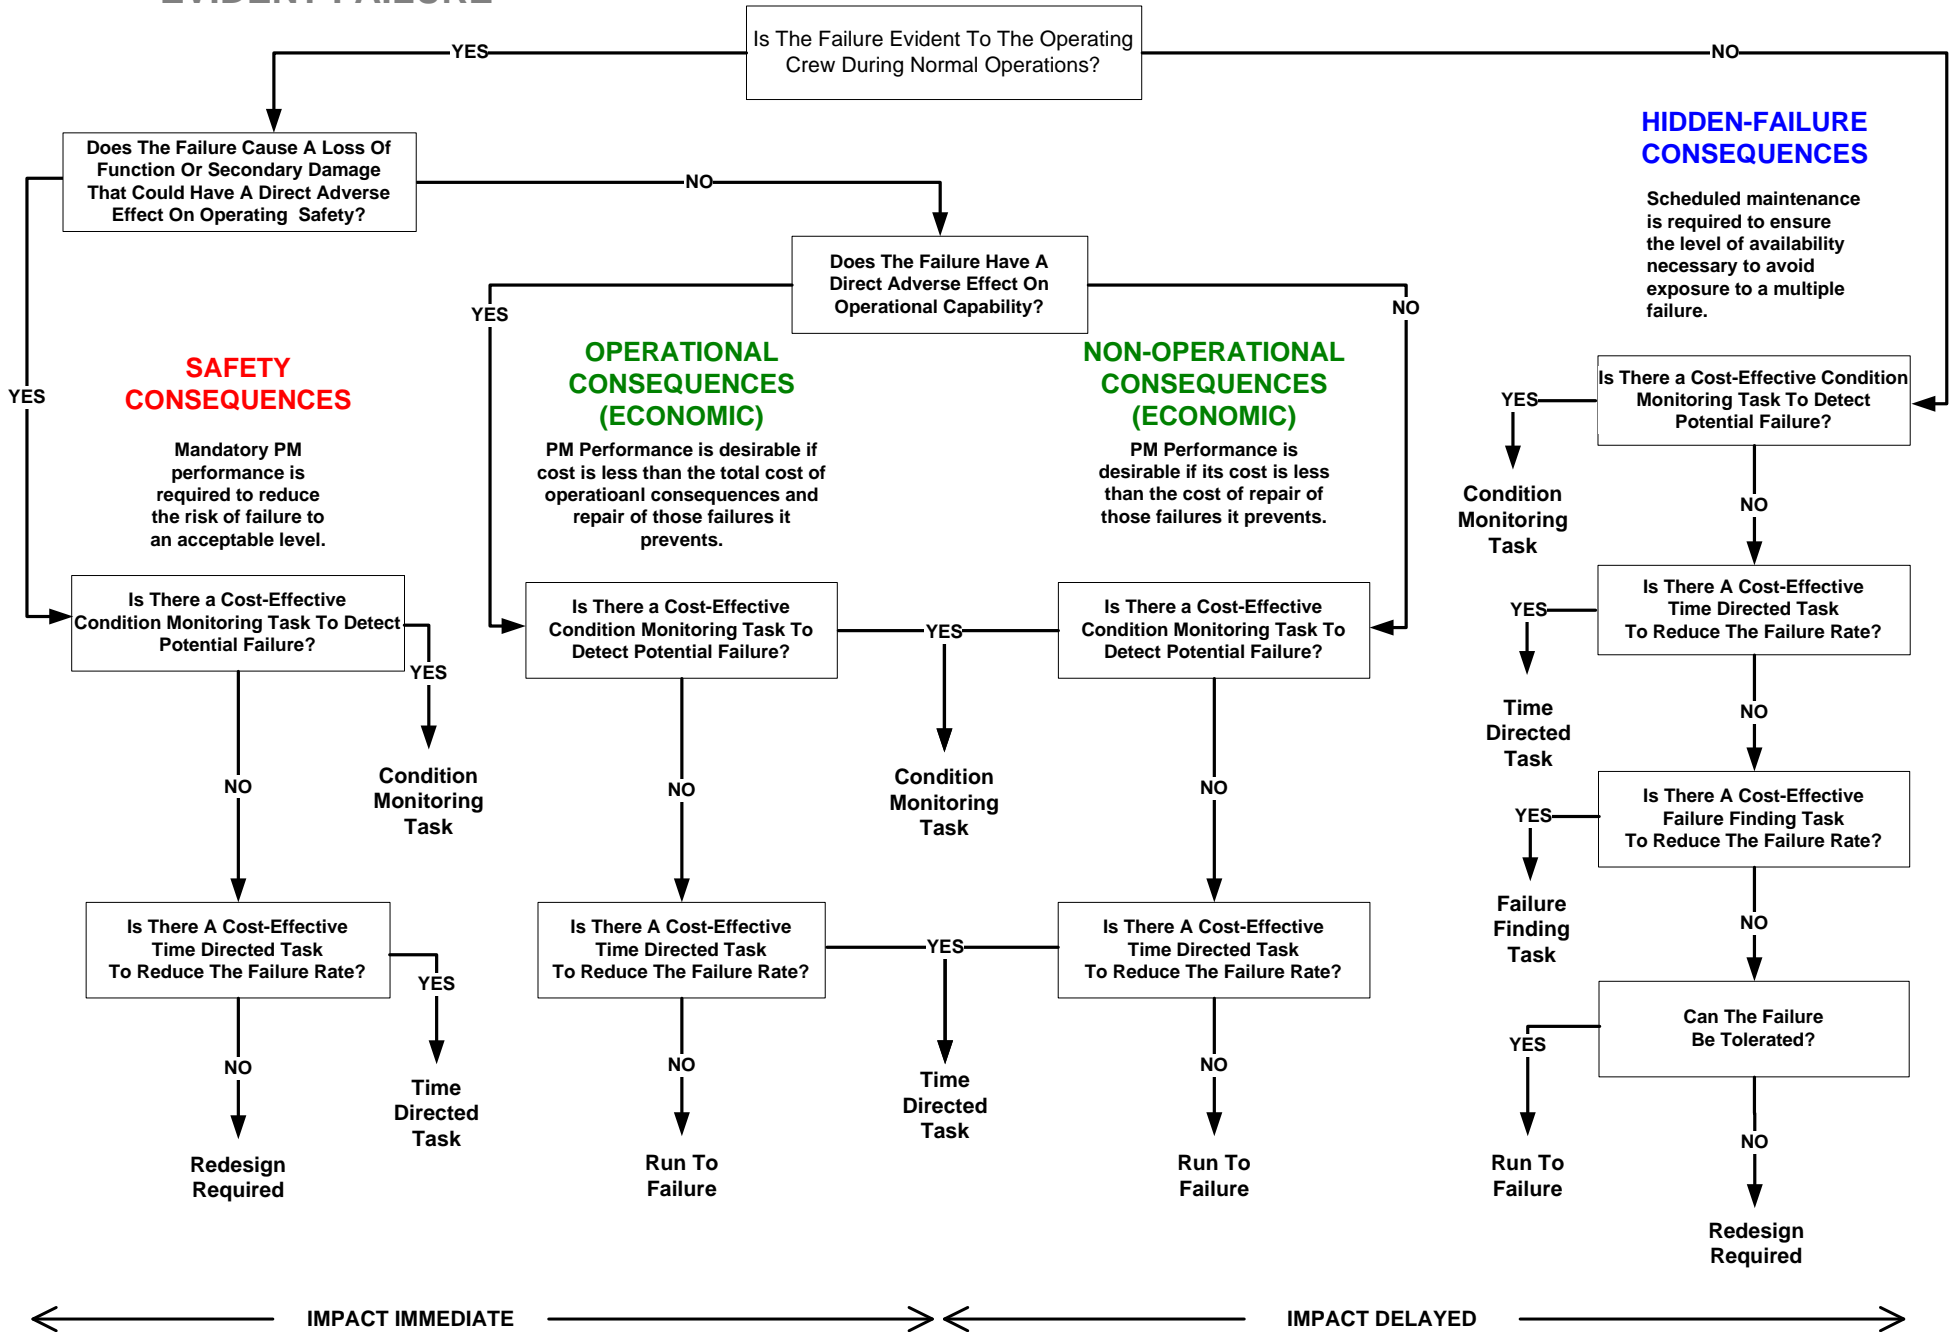 EVIDENT FAILURE
Is The Failure Evident To The Operating
Crew During Normal Operations?
YES
NO
Does The Failure Cause A Loss Of
Function Or Secondary Damage
That Could Have A Direct Adverse
Effect On Operating Safety?
NO
YES
Does The Failure Have A
Direct Adverse Effect On
Operational Capability?
YES
NO
HIDDEN-FAILURE
CONSEQUENCES
Scheduled maintenance
is required to ensure
the level of availability
necessary to avoid
exposure to a multiple
failure.
SAFETY
CONSEQUENCES
Mandatory PM
performance is
required to reduce
the risk of failure to
an acceptable level.
OPERATIONAL
CONSEQUENCES
(ECONOMIC)
PM Performance is desirable if
cost is less than the total cost of
operatioanl consequences and
repair of those failures it
prevents.
NON-OPERATIONAL
CONSEQUENCES
(ECONOMIC)
PM Performance is
desirable if its cost is less
than the cost of repair of
those failures it prevents.
Is There a Cost-Effective Condition
Monitoring Task To Detect
Potential Failure?
YES
Condition
Monitoring
Task
NO
Is There a Cost-Effective
Condition Monitoring Task To Detect
Potential Failure?
YES
Condition
Monitoring
Task
NO
Is There a Cost-Effective
Condition Monitoring Task To
Detect Potential Failure?
YES
Condition
Monitoring
Task
NO
Is There a Cost-Effective
Condition Monitoring Task To
Detect Potential Failure?
NO
Is There A Cost-Effective
Time Directed Task
To Reduce The Failure Rate?
YES
Time
Directed
Task
NO
Is There A Cost-Effective
Failure Finding Task
To Reduce The Failure Rate?
YES
Failure
Finding
Task
NO
Is There A Cost-Effective
Time Directed Task
To Reduce The Failure Rate?
YES
Time
Directed
Task
NO
Redesign
Required
Is There A Cost-Effective
Time Directed Task
To Reduce The Failure Rate?
YES
Time
Directed
Task
NO
Run To
Failure
Is There A Cost-Effective
Time Directed Task
To Reduce The Failure Rate?
NO
Run To
Failure
Can The Failure
Be Tolerated?
YES
Run To
Failure
NO
Redesign
Required
IMPACT IMMEDIATE
IMPACT DELAYED